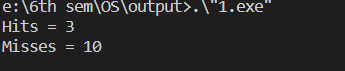 e:\6th sem\OS\output>.\"1.exe"
Hits = 3
Misses = 10